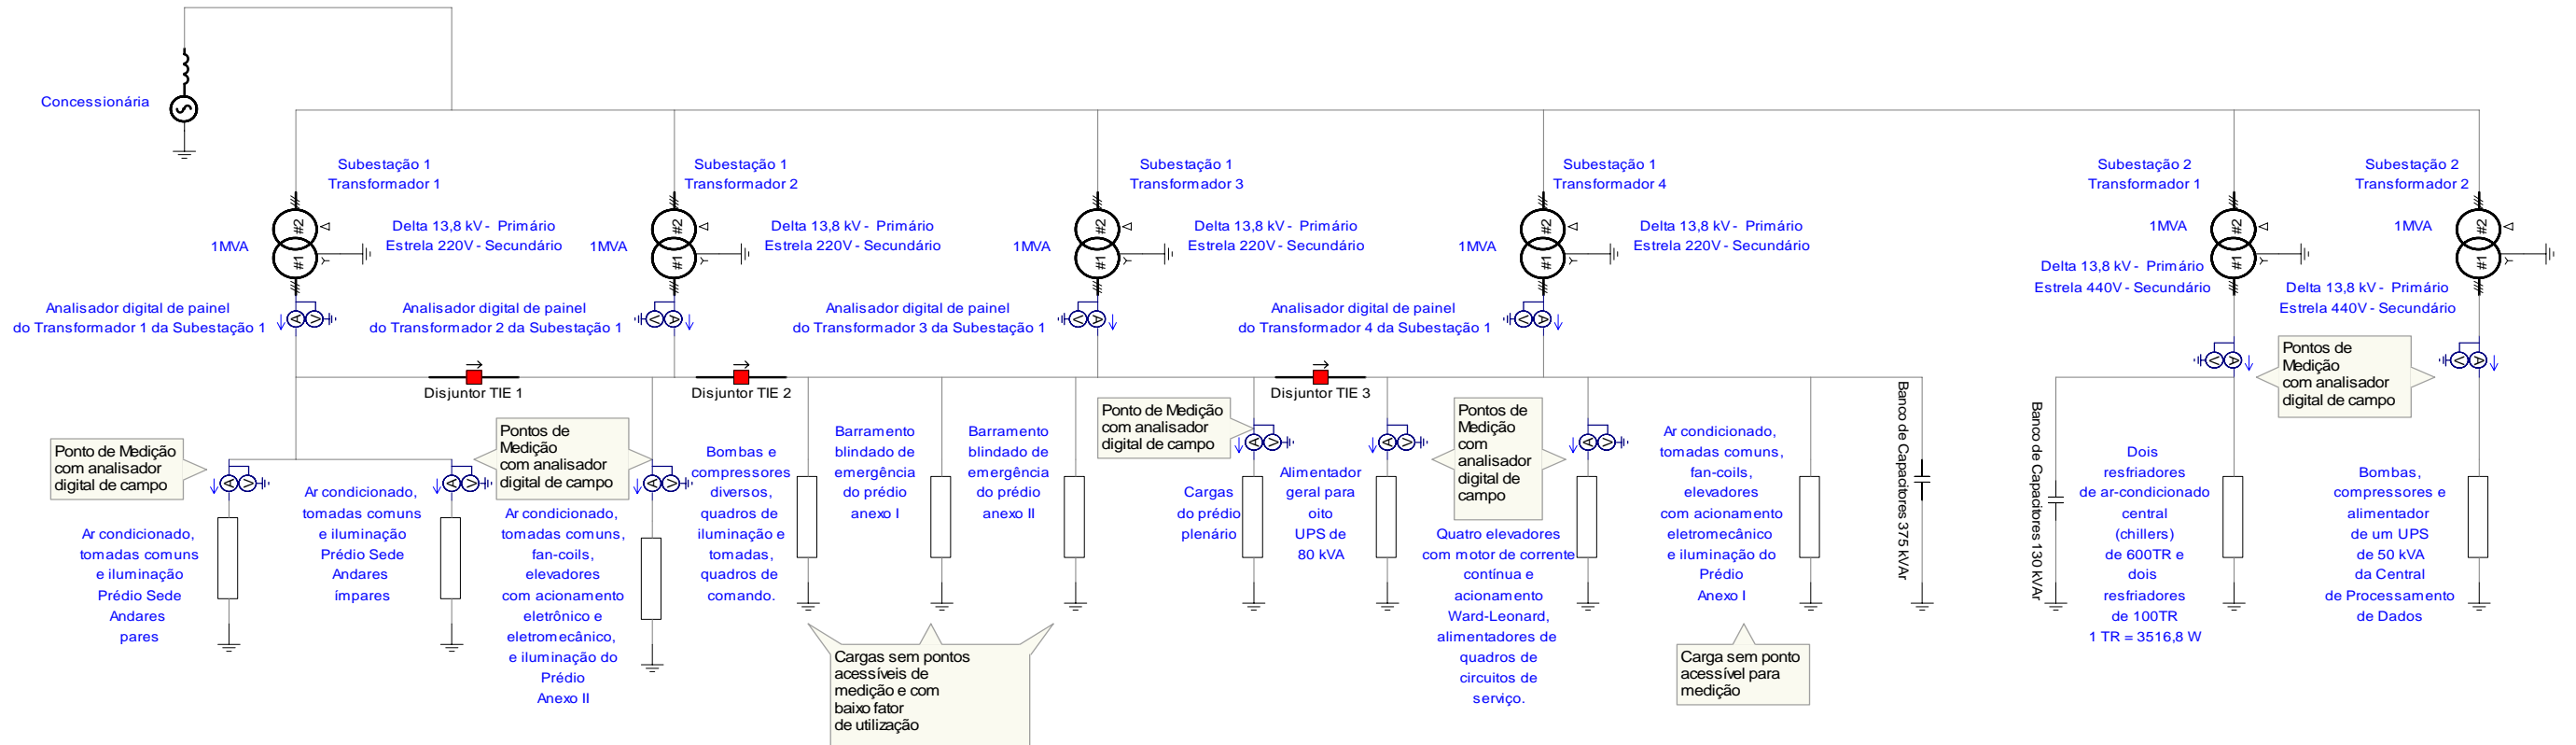 Concessionária
Subestação 1
Transformador 1
1MVA
#2
#1
Y
Delta 13,8 kV - Primário
Estrela 220V - Secundário
Analisador digital de painel
do Transformador 1 da Subestação 1
A
V
Subestação 1
Transformador 2
1MVA
#2
#1
Y
Delta 13,8 kV - Primário
Estrela 220V - Secundário
Analisador digital de painel
do Transformador 2 da Subestação 1
V
A
Subestação 1
Transformador 3
1MVA
#2
#1
Y
Delta 13,8 kV - Primário
Estrela 220V - Secundário
Analisador digital de painel
do Transformador 3 da Subestação 1
V
A
Subestação 1
Transformador 4
1MVA
#2
#1
Y
Delta 13,8 kV - Primário
Estrela 220V - Secundário
Analisador digital de painel
do Transformador 4 da Subestação 1
V
A
Subestação 2
Transformador 1
1MVA
#2
#1
Y
Delta 13,8 kV - Primário
Estrela 440V - Secundário
V
A
Subestação 2
Transformador 2
1MVA
#2
#1
Y
Delta 13,8 kV - Primário
Estrela 440V - Secundário
V
A
Pontos de
Medição
com analisador
digital de campo
Disjuntor TIE 1
Disjuntor TIE 2
Disjuntor TIE 3
Ponto de Medição
com analisador
digital de campo
A
V
Ar condicionado,
tomadas comuns
e iluminação
Prédio Sede
Andares
pares
A
V
Ar condicionado,
tomadas comuns
e iluminação
Prédio Sede
Andares
ímpares
Pontos de
Medição
com analisador
digital de campo
A
V
Ar condicionado,
tomadas comuns,
fan-coils,
elevadores
com acionamento
eletrônico e
eletromecânico,
e iluminação do
Prédio
Anexo II
Bombas e
compressores
diversos,
quadros de
iluminação e
tomadas,
quadros de
comando.
Barramento
blindado de
emergência
do prédio
anexo I
Barramento
blindado de
emergência
do prédio
anexo II
Cargas sem pontos
acessíveis de
medição e com
baixo fator
de utilização
Ponto de Medição
com analisador
digital de campo
A
V
Cargas
do prédio
plenário
A
V
Alimentador
geral para
oito
UPS de
80 kVA
Pontos de
Medição
com
analisador
digital de
campo
A
V
Quatro elevadores
com motor de corrente
contínua e
acionamento
Ward-Leonard,
alimentadores de
quadros de
circuitos de
serviço.
Ar condicionado,
tomadas comuns,
fan-coils,
elevadores
com acionamento
eletromecânico
e iluminação do
Prédio
Anexo I
Carga sem ponto
acessível para
medição
Banco de Capacitores 375 kVAr
Banco de Capacitores 130 kVAr
Dois
resfriadores
de ar-condicionado
central
(chillers)
de 600TR e
dois
resfriadores
de 100TR
1 TR = 3516,8 W
Bombas,
compressores e
alimentador
de um UPS
de 50 kVA
da Central
de Processamento
de Dados